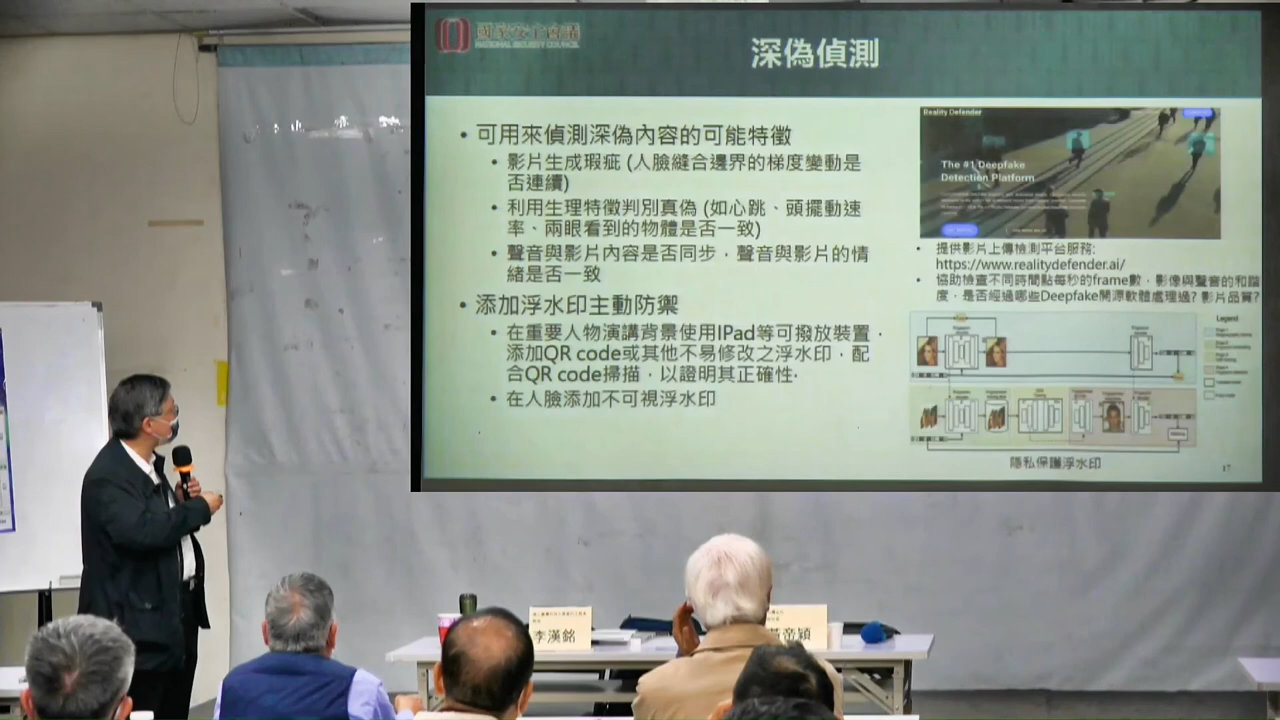 國家安全會議
NATIONAL SECURITY COUNCIL
深偽偵測
• 可用來偵測深偽內容的可能特徵
• 影片生成瑕疵 (人臉縫合邊界的梯度變動是
否連續)
• 利用生理特徵判別真偽 (如心跳、頭擺動速
率、兩眼看到的物體是否一致)
• 聲音與影片內容是否同步，聲音與影片的情
緒是否一致
• 添加浮水印主動防禦
• 在重要人物演講背景使用IPad等可撥放裝置，
添加QR code或其他不易修改之浮水印，配
合QR code掃描，以證明其正確性.
• 在人臉添加不可視浮水印
Reality Defender
The #1 Deepfake
Detection Platform
• 提供影片上傳檢測平台服務:
https://www.realitydefender.ai/
• 協助檢查不同時間點每秒的frame數，影像與聲音的和諧
度，是否經過哪些Deepfake開源軟體處理過? 影片品質?
Legend
隱私保護浮水印
17
李漢銘
黃帝穎